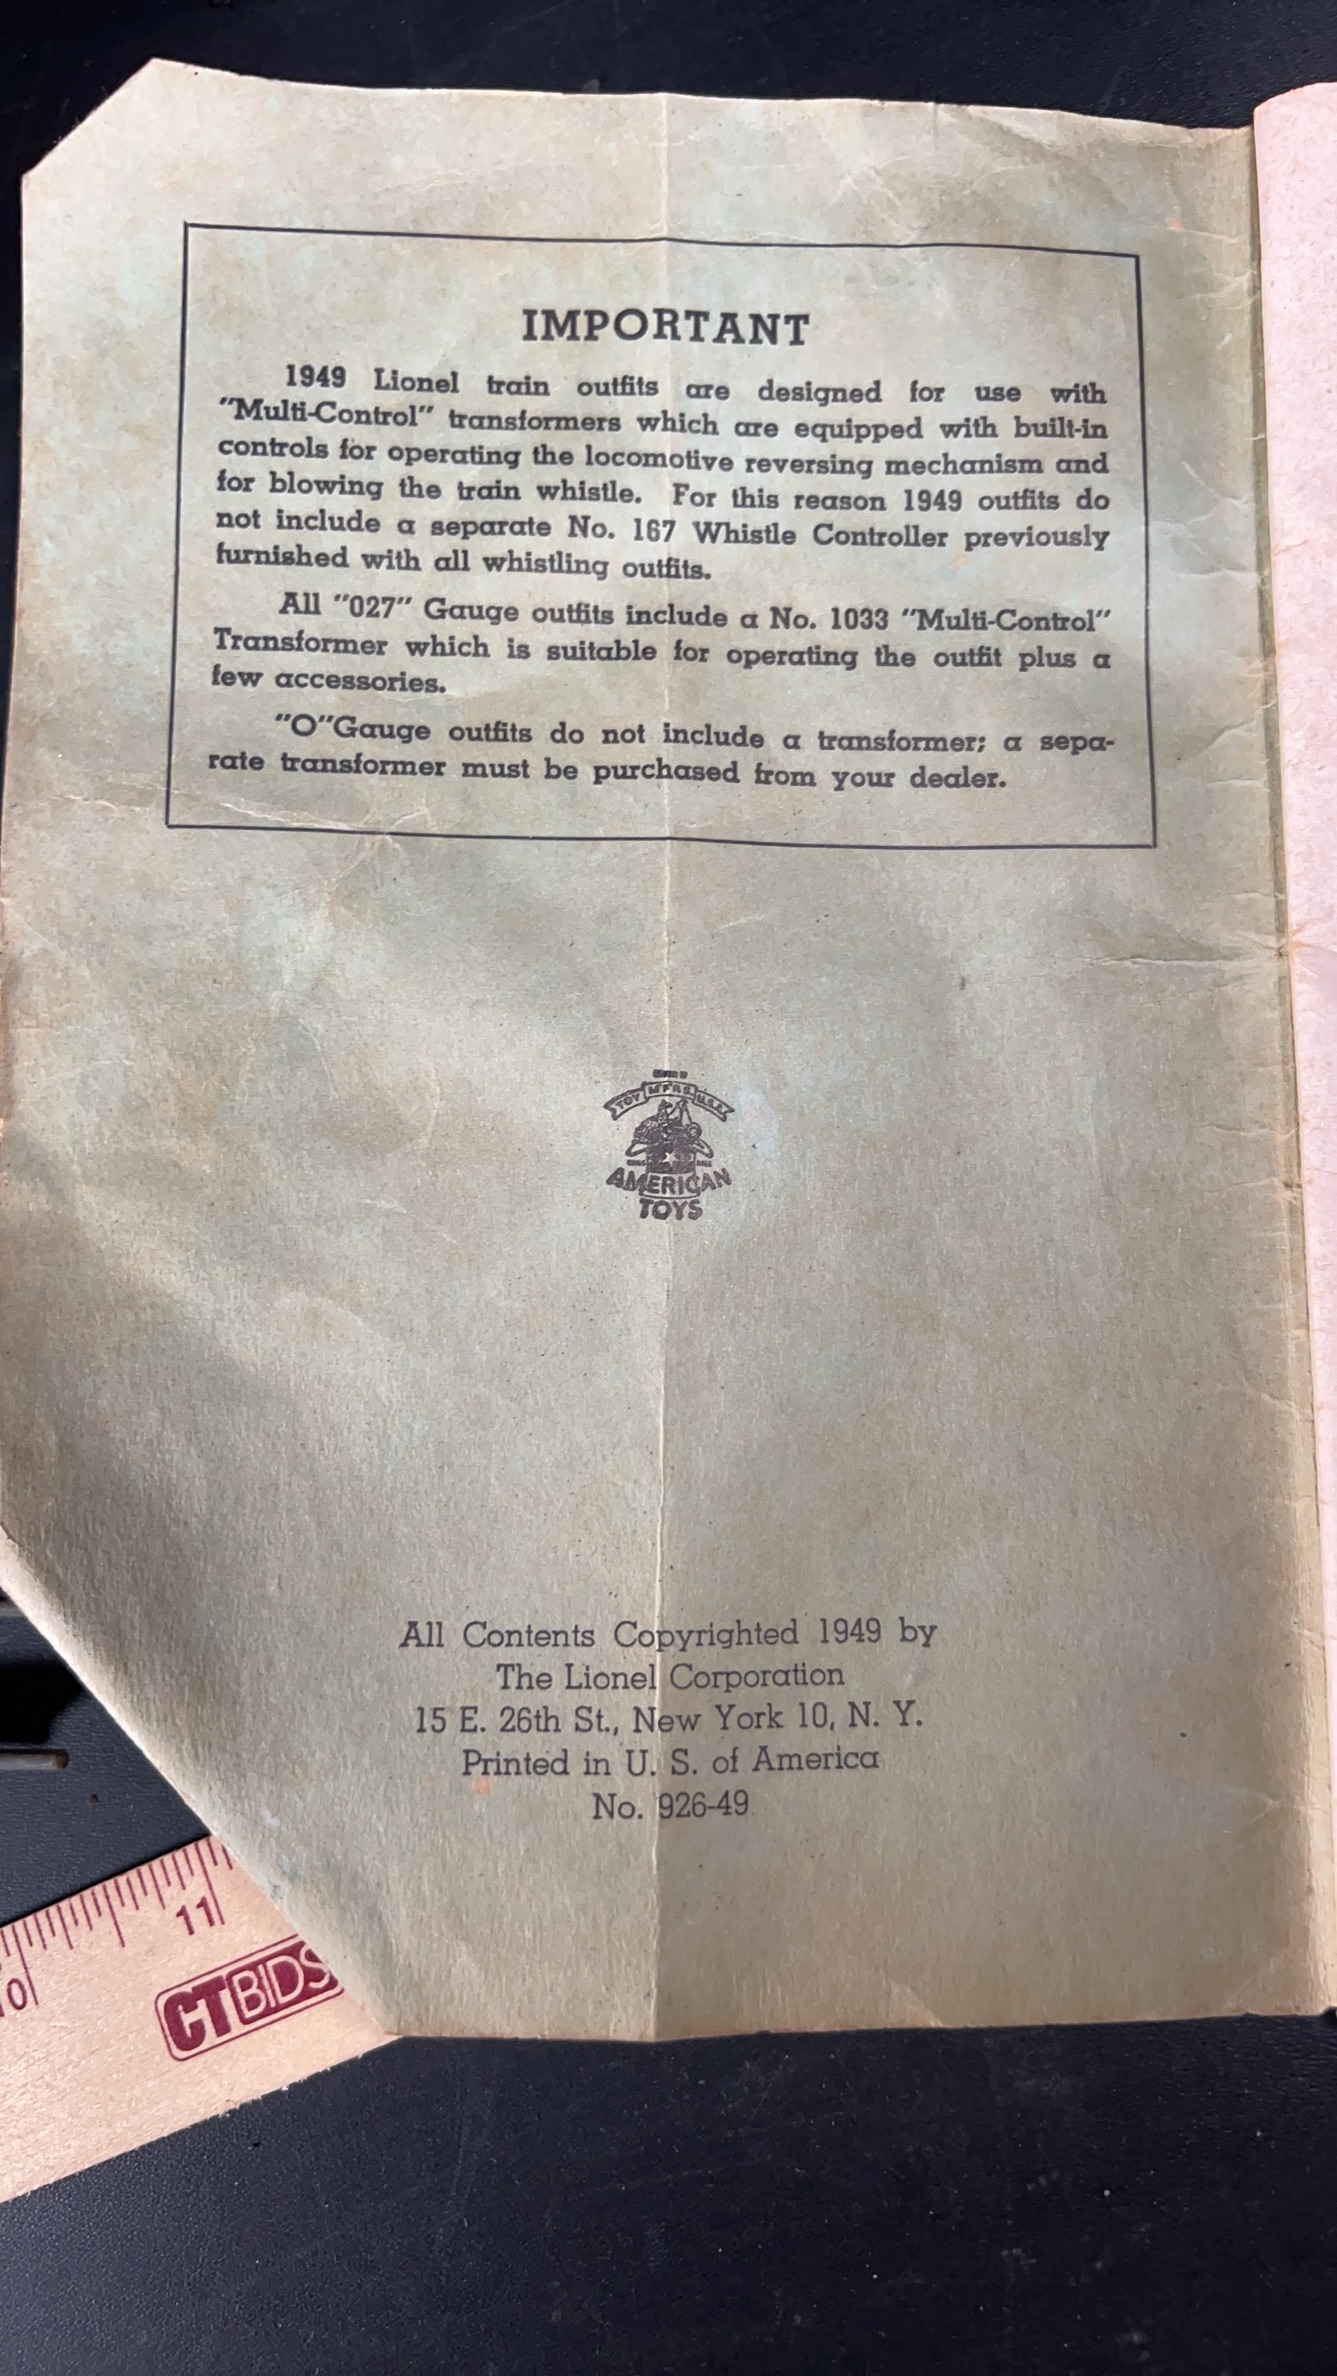 IMPORTANT
1949 Lionel train outfits are designed for use with
"Multi-Control" transformers which are equipped with built-in
controls for operating the locomotive reversing mechanism and
for blowing the train whistle. For this reason 1949 outfits do
not include a separate No. 167 Whistle Controller previously
furnished with all whistling outfits.
All "027" Gauge outfits include a No. 1033 "Multi-Control"
Transformer which is suitable for operating the outfit plus a
few accessories.
"O"Gauge outfits do not include a transformer; a sepa-
rate transformer must be purchased from your dealer.
TOY M'F'R'S. U.S.A.
AMERICAN
TOYS
All Contents Copyrighted 1949 by
The Lionel Corporation
15 E. 26th St., New York 10, N. Y.
Printed in U. S. of America
No. 926-49
11
CTBIDS